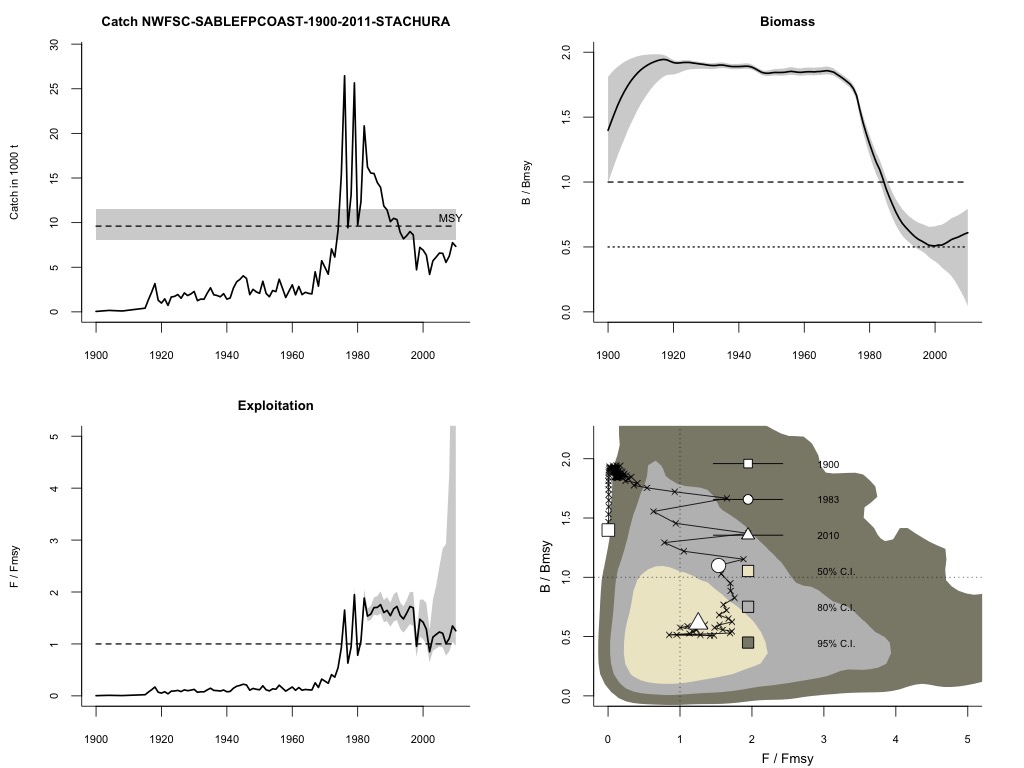 Catch NWFSC-SABLEFPCOAST-1900-2011-STACHURA
Catch in 1000 t
30
25
20
15
10
5
0
MSY
1900 1920 1940 1960 1980 2000
Biomass
B / Bmsy
2.0
1.5
1.0
0.5
0.0
1900 1920 1940 1960 1980 2000
Exploitation
F / Fmsy
5
4
3
2
1
0
1900 1920 1940 1960 1980 2000
B / Bmsy
2.0
1.5
1.0
0.5
0.0
1900
1983
2010
50% C.I.
80% C.I.
95% C.I.
0 1 2 3 4 5
F / Fmsy